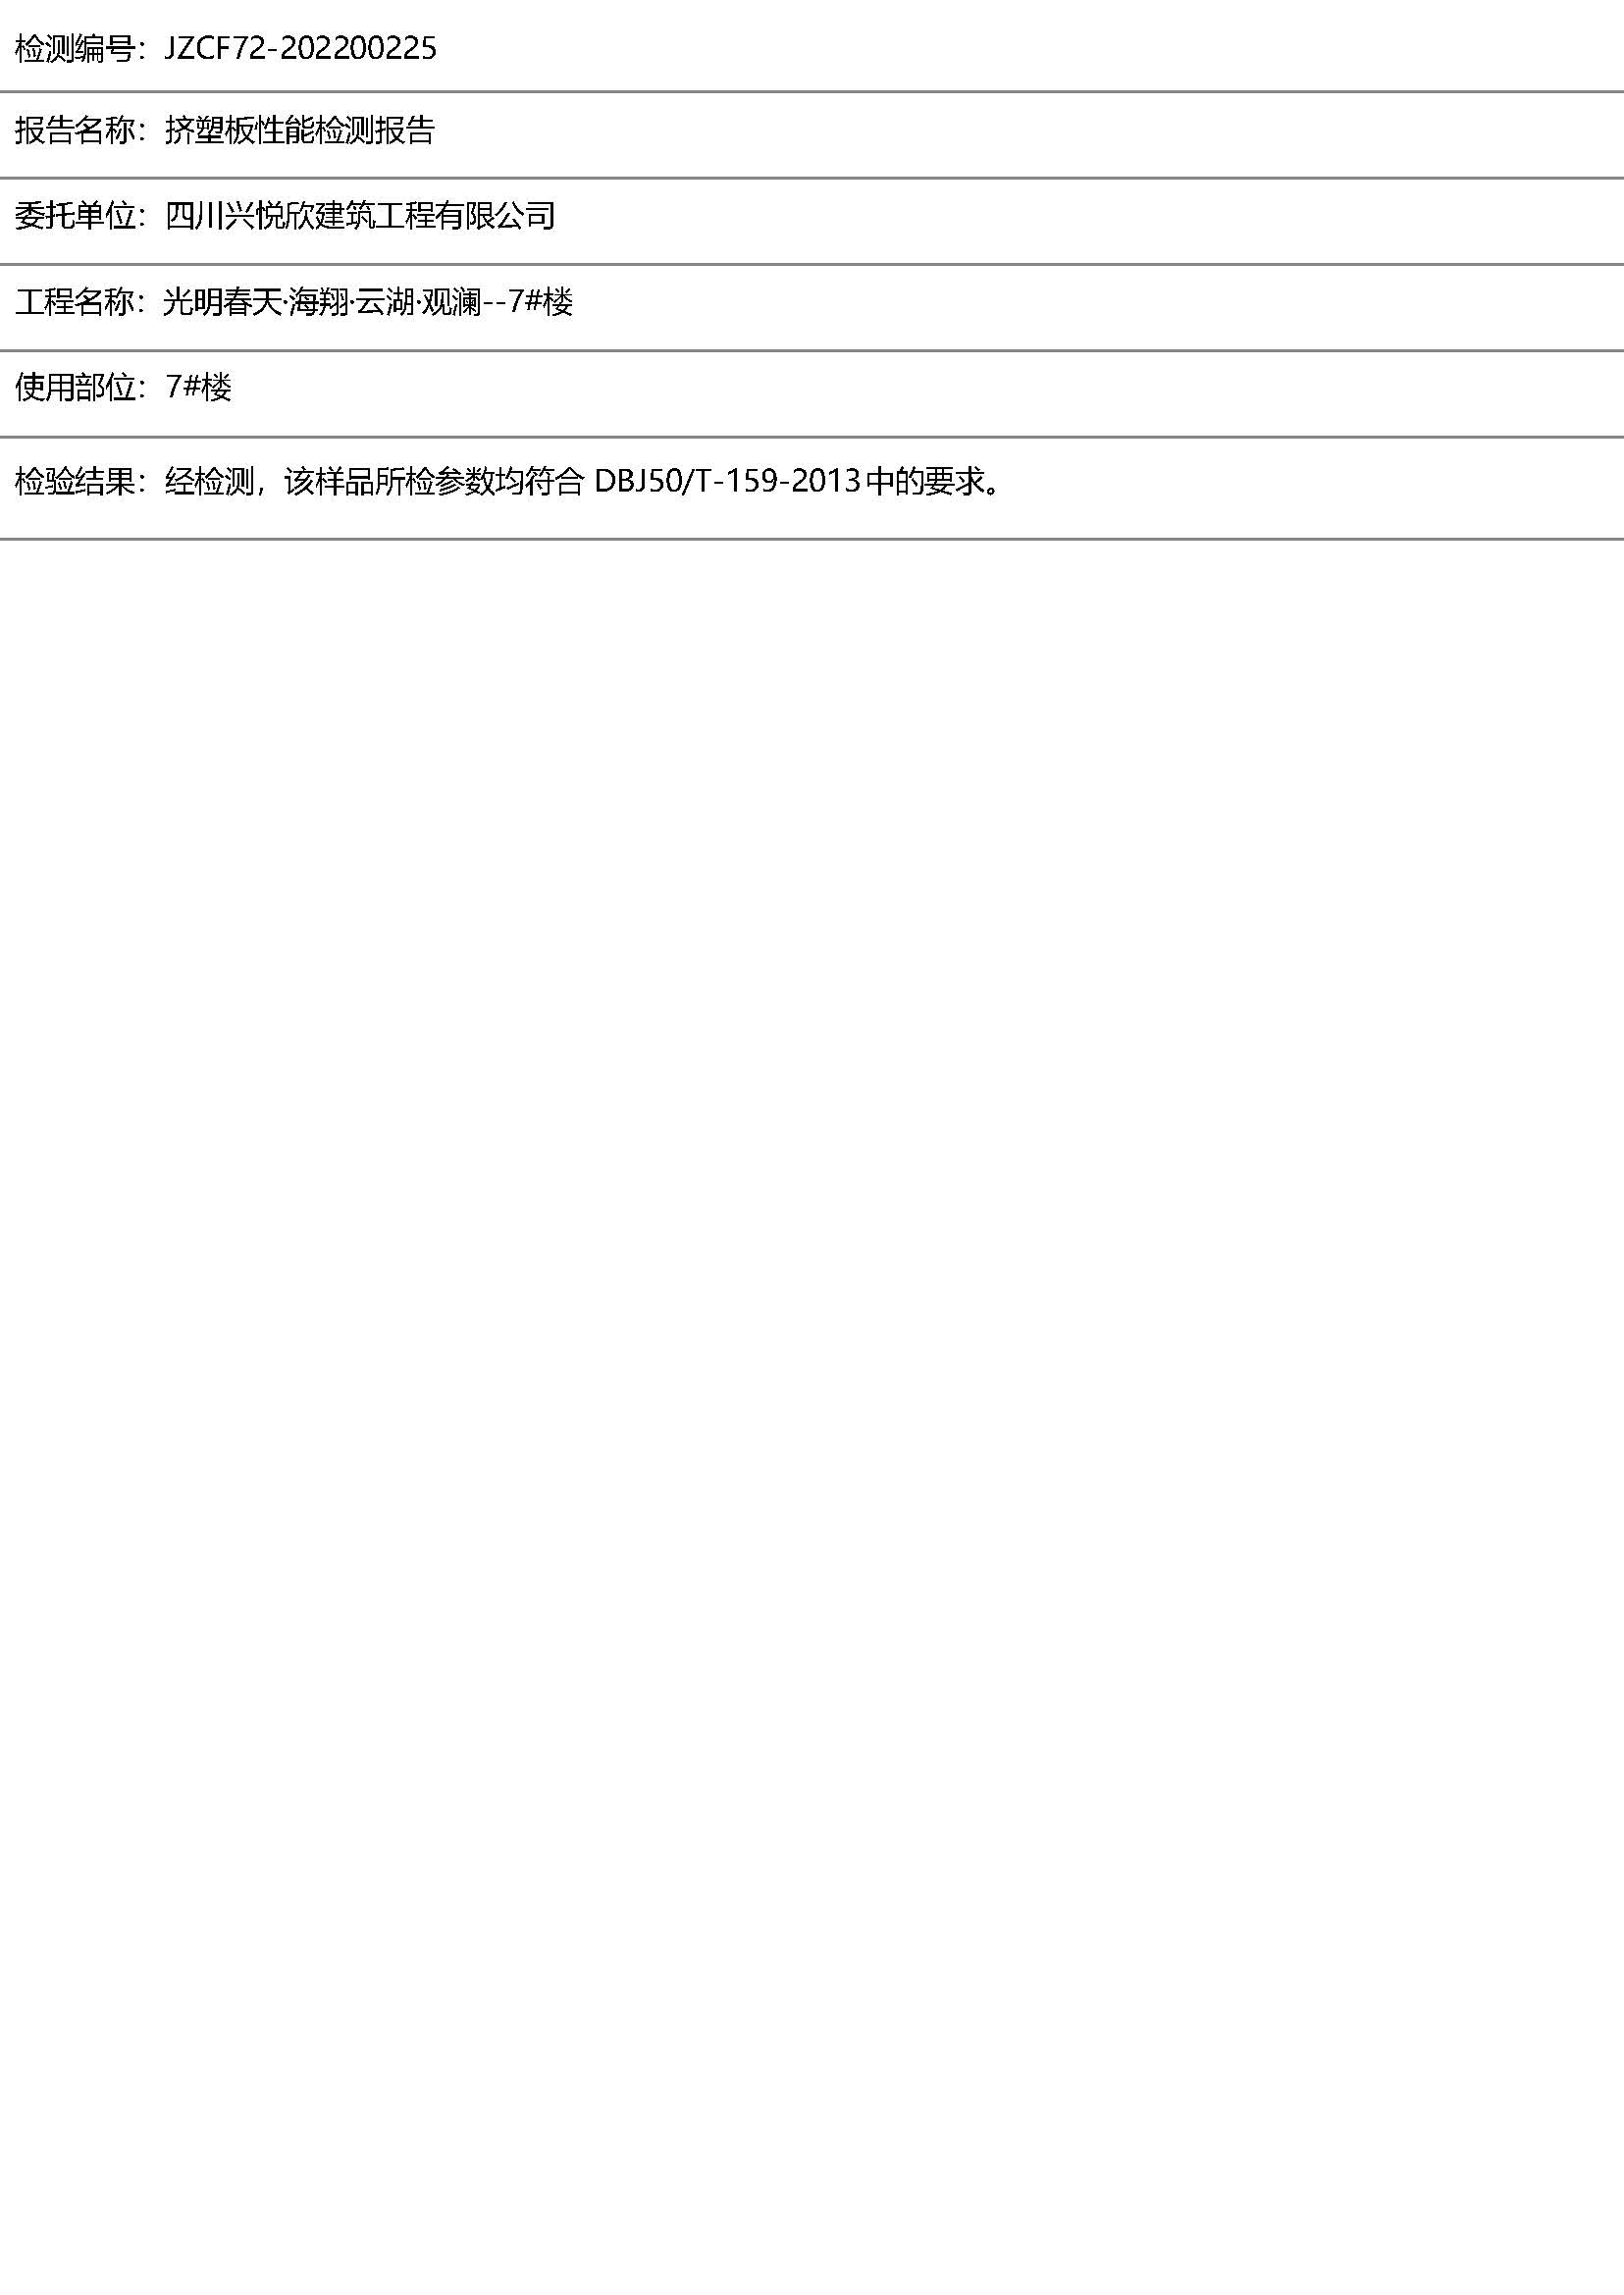 检测编号：JZCF72-202200225
报告名称：挤塑板性能检测报告
委托单位：四川兴悦欣建筑工程有限公司
工程名称：光明春天·海翔·云湖·观澜--7#楼
使用部位：7#楼
检验结果：经检测，该样品所检参数均符合 DBJ50/T-159-2013中的要求。